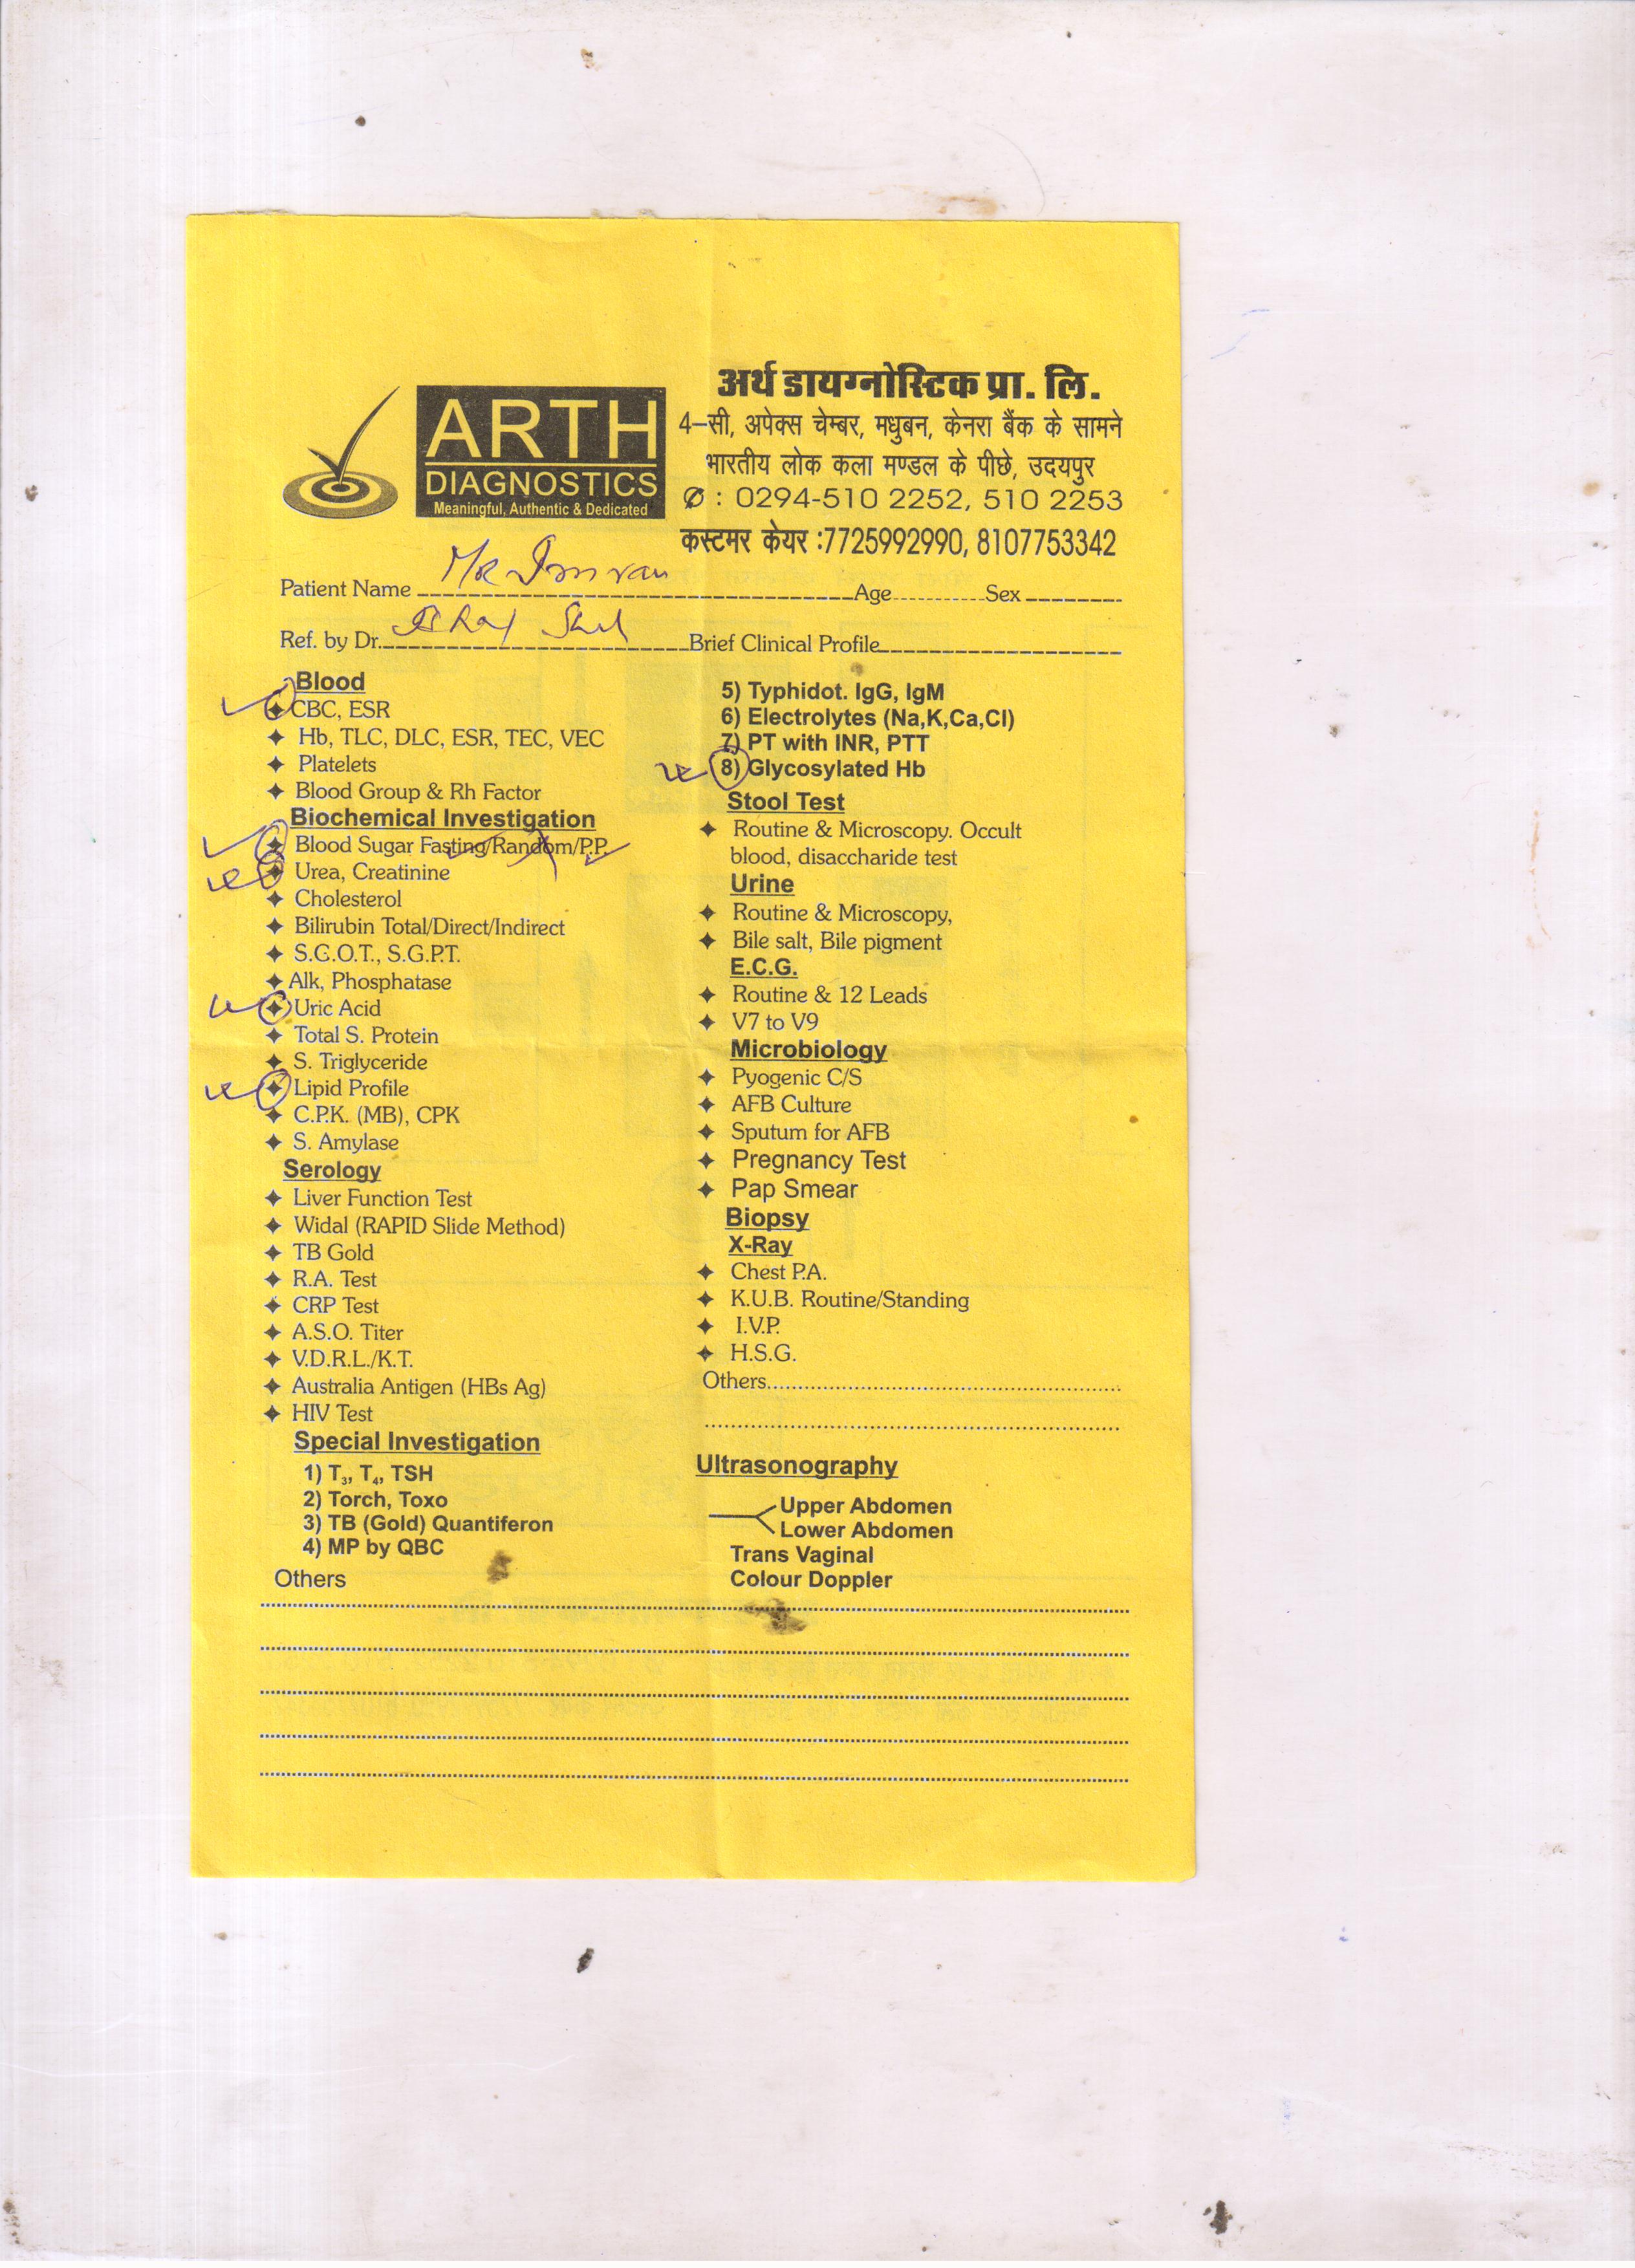 ARTH
DIAGNOSTICS
Meaningful, Authentic & Dedicated
अर्थ डायग्नोस्टिक प्रा. लि.
4–सी, अपेक्स चेम्बर, मधुबन, केनरा बैंक के सामने
भारतीय लोक कला मण्डल के पीछे, उदयपुर
✆ : 0294-510 2252, 510 2253
कस्टमर केयर :7725992990, 8107753342
Patient Name Mr Imran Age Sex
Ref. by Dr. Brief Clinical Profile
Blood
CBC, ESR
Hb, TLC, DLC, ESR, TEC, VEC
Platelets
Blood Group & Rh Factor
Biochemical Investigation
Blood Sugar Fasting/Random/P.P.
Urea, Creatinine
Cholesterol
Bilirubin Total/Direct/Indirect
S.G.O.T., S.G.P.T.
Alk, Phosphatase
Uric Acid
Total S. Protein
S. Triglyceride
Lipid Profile
C.P.K. (MB), CPK
S. Amylase
Serology
Liver Function Test
Widal (RAPID Slide Method)
TB Gold
R.A. Test
CRP Test
A.S.O. Titer
V.D.R.L./K.T.
Australia Antigen (HBs Ag)
HIV Test
Special Investigation
1) T3, T4, TSH
2) Torch, Toxo
3) TB (Gold) Quantiferon
4) MP by QBC
Others
5) Typhidot. IgG, IgM
6) Electrolytes (Na,K,Ca,Cl)
7) PT with INR, PTT
8) Glycosylated Hb
Stool Test
Routine & Microscopy. Occult
blood, disaccharide test
Urine
Routine & Microscopy,
Bile salt, Bile pigment
E.C.G.
Routine & 12 Leads
V7 to V9
Microbiology
Pyogenic C/S
AFB Culture
Sputum for AFB
Pregnancy Test
Pap Smear
Biopsy
X-Ray
Chest P.A.
K.U.B. Routine/Standing
I.V.P.
H.S.G.
Others
Ultrasonography
Upper Abdomen
Lower Abdomen
Trans Vaginal
Colour Doppler